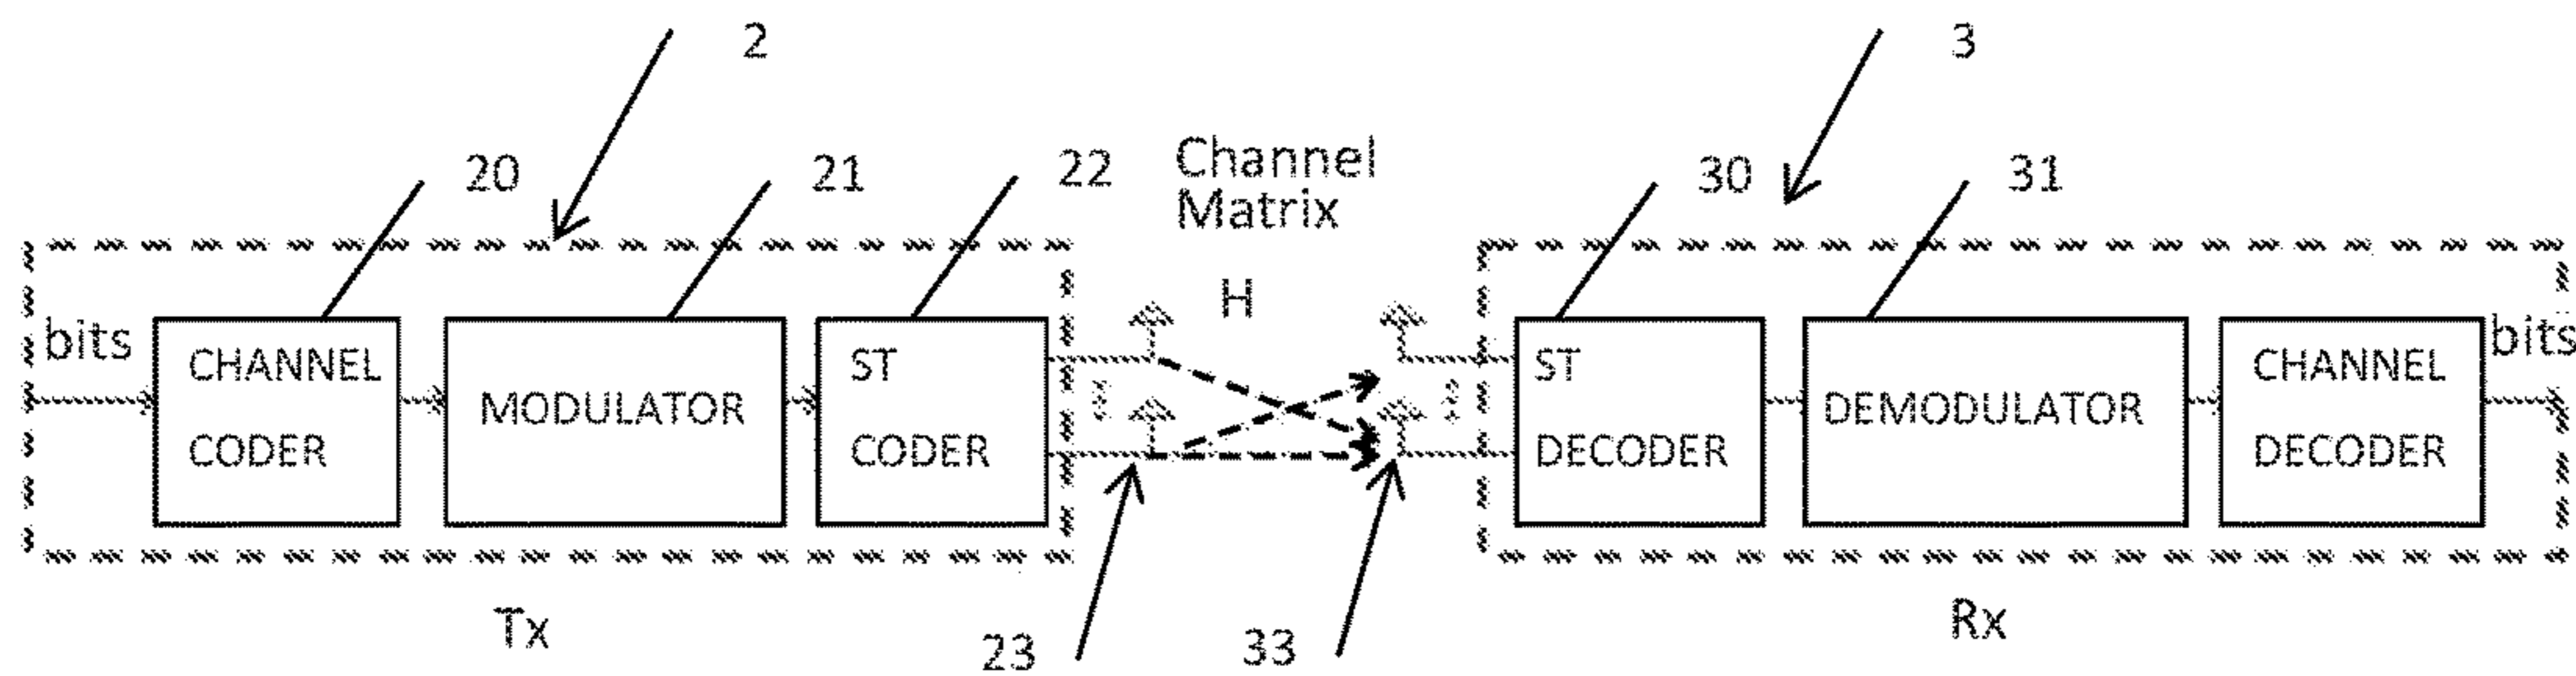 2
3
20
21
22
Channel
Matrix
30
31
H
bits
CHANNEL
CODER
MODULATOR
ST
CODER
ST
DECODER
DEMODULATOR
CHANNEL
DECODER
bits
Tx
23
33
Rx